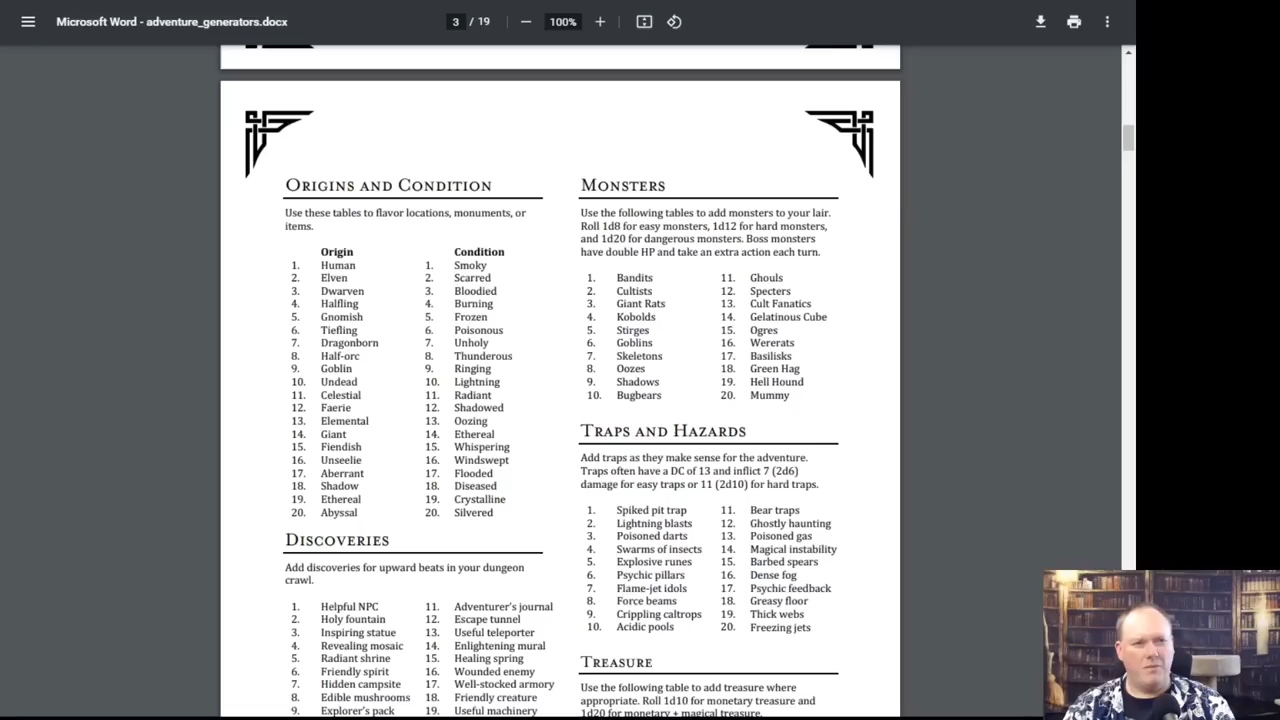 Microsoft Word - adventure_generators.docx
3 / 19
100%
Origins and Condition
Use these tables to flavor locations, monuments, or
items.
Origin Condition
1. Human 1. Smoky
2. Elven 2. Scarred
3. Dwarven 3. Bloodied
4. Halfling 4. Burning
5. Gnomish 5. Frozen
6. Tiefling 6. Poisonous
7. Dragonborn 7. Unholy
8. Half-orc 8. Thunderous
9. Goblin 9. Ringing
10. Undead 10. Lightning
11. Celestial 11. Radiant
12. Faerie 12. Shadowed
13. Elemental 13. Oozing
14. Giant 14. Ethereal
15. Fiendish 15. Whispering
16. Unseelie 16. Windswept
17. Aberrant 17. Flooded
18. Shadow 18. Diseased
19. Ethereal 19. Crystalline
20. Abyssal 20. Silvered
Discoveries
Add discoveries for upward beats in your dungeon
crawl.
1. Helpful NPC 11. Adventurer's journal
2. Holy fountain 12. Escape tunnel
3. Inspiring statue 13. Useful teleporter
4. Revealing mosaic 14. Enlightening mural
5. Radiant shrine 15. Healing spring
6. Friendly spirit 16. Wounded enemy
7. Hidden campsite 17. Well-stocked armory
8. Edible mushrooms 18. Friendly creature
9. Explorer's pack 19. Useful machinery
Monsters
Use the following tables to add monsters to your lair.
Roll 1d8 for easy monsters, 1d12 for hard monsters,
and 1d20 for dangerous monsters. Boss monsters
have double HP and take an extra action each turn.
1. Bandits 11. Ghouls
2. Cultists 12. Specters
3. Giant Rats 13. Cult Fanatics
4. Kobolds 14. Gelatinous Cube
5. Stirges 15. Ogres
6. Goblins 16. Wererats
7. Skeletons 17. Basilisks
8. Oozes 18. Green Hag
9. Shadows 19. Hell Hound
10. Bugbears 20. Mummy
Traps and Hazards
Add traps as they make sense for the adventure.
Traps often have a DC of 13 and inflict 7 (2d6)
damage for easy traps or 11 (2d10) for hard traps.
1. Spiked pit trap 11. Bear traps
2. Lightning blasts 12. Ghostly haunting
3. Poisoned darts 13. Poisoned gas
4. Swarms of insects 14. Magical instability
5. Explosive runes 15. Barbed spears
6. Psychic pillars 16. Dense fog
7. Flame-jet idols 17. Psychic feedback
8. Force beams 18. Greasy floor
9. Crippling caltrops 19. Thick webs
10. Acidic pools 20. Freezing jets
Treasure
Use the following table to add treasure where
appropriate. Roll 1d10 for monetary treasure and
1d20 for monetary + magical treasure.